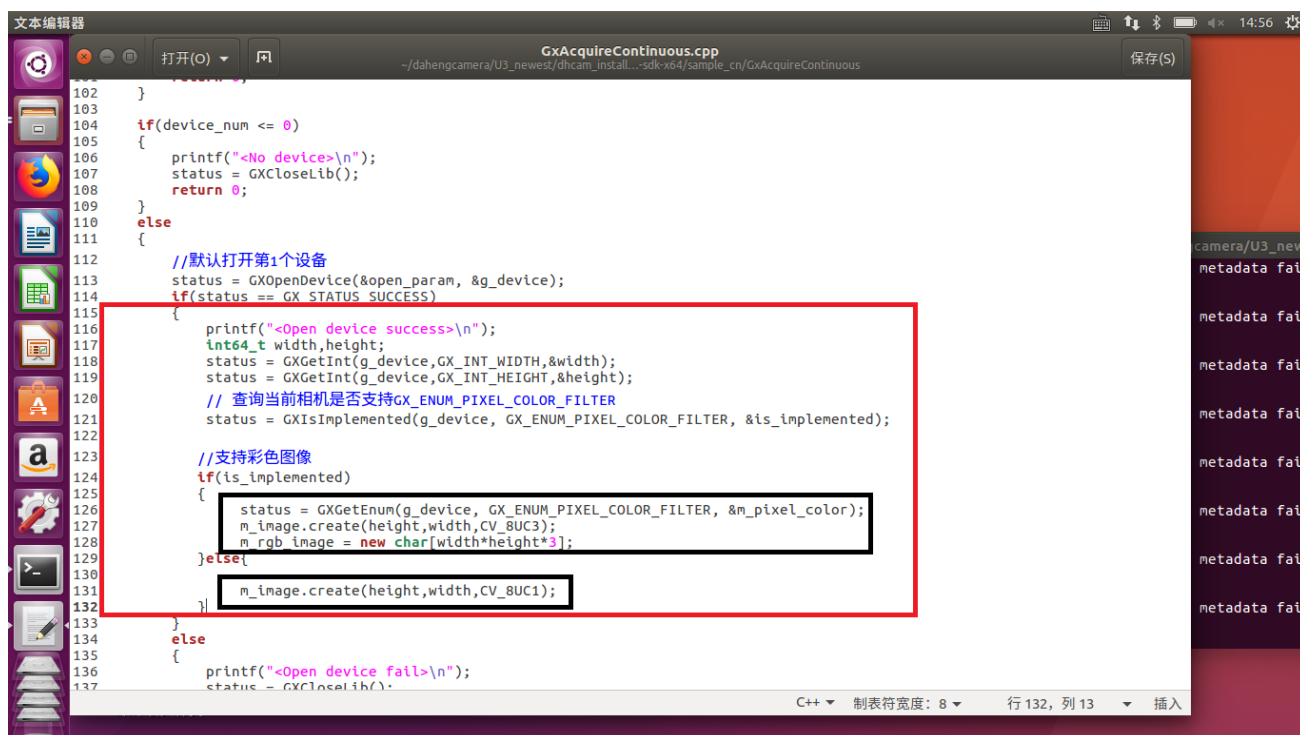 文本编辑器
14:56
打开(O)
GxAcquireContinuous.cpp
~/dahengcamera/U3_newest/dhcam_install...-sdk-x64/sample_cn/GxAcquireContinuous
保存(S)
102 }
103
104 if(device_num <= 0)
105 {
106 printf("<No device>\n");
107 status = GXCloseLib();
108 return 0;
109 }
110 else
111 {
112 //默认打开第1个设备
113 status = GXOpenDevice(&open_param, &g_device);
114 if(status == GX_STATUS_SUCCESS)
115 {
116 printf("<Open device success>\n");
117 int64_t width,height;
118 status = GXGetInt(g_device,GX_INT_WIDTH,&width);
119 status = GXGetInt(g_device,GX_INT_HEIGHT,&height);
120 // 查询当前相机是否支持GX_ENUM_PIXEL_COLOR_FILTER
121 status = GXIsImplemented(g_device, GX_ENUM_PIXEL_COLOR_FILTER, &is_implemented);
122
123 //支持彩色图像
124 if(is_implemented)
125 {
126 status = GXGetEnum(g_device, GX_ENUM_PIXEL_COLOR_FILTER, &m_pixel_color);
127 m_image.create(height,width,CV_8UC3);
128 m_rgb_image = new char[width*height*3];
129 }else{
130
131 m_image.create(height,width,CV_8UC1);
132 }
133 }
134 else
135 {
136 printf("<Open device fail>\n");
137 status = GXCloseLib();
C++ 制表符宽度：8 行 132，列 13 插入
camera/U3_new
metadata fai
metadata fai
metadata fai
metadata fai
metadata fai
metadata fai
metadata fai
metadata fai